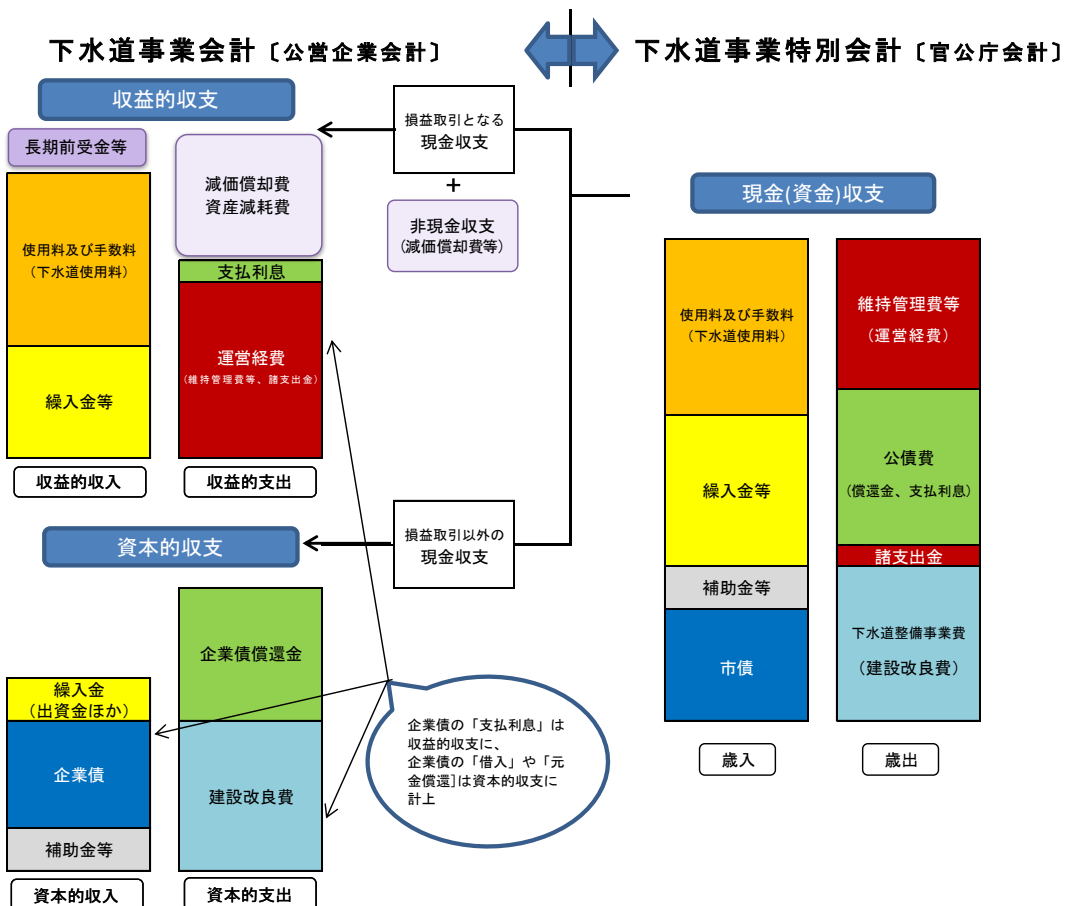 下水道事業会計〔公営企業会計〕
下水道事業特別会計〔官公庁会計〕
収益的収支
長期前受金等
使用料及び手数料
(下水道使用料)
繰入金等
収益的収入
減価償却費
資産減耗費
支払利息
運営経費
(維持管理費等、諸支出金)
収益的支出
損益取引となる
現金収支
+
非現金収支
(減価償却費等)
資本的収支
損益取引以外の
現金収支
繰入金
(出資金ほか)
企業債
補助金等
資本的収入
企業債償還金
建設改良費
資本的支出
企業債の「支払利息」は
収益的収支に、
企業債の「借入」や「元
金償還]は資本的収支に
計上
現金(資金)収支
使用料及び手数料
(下水道使用料)
繰入金等
補助金等
市債
歳入
維持管理費等
(運営経費)
公債費
(償還金、支払利息)
諸支出金
下水道整備事業費
(建設改良費)
歳出